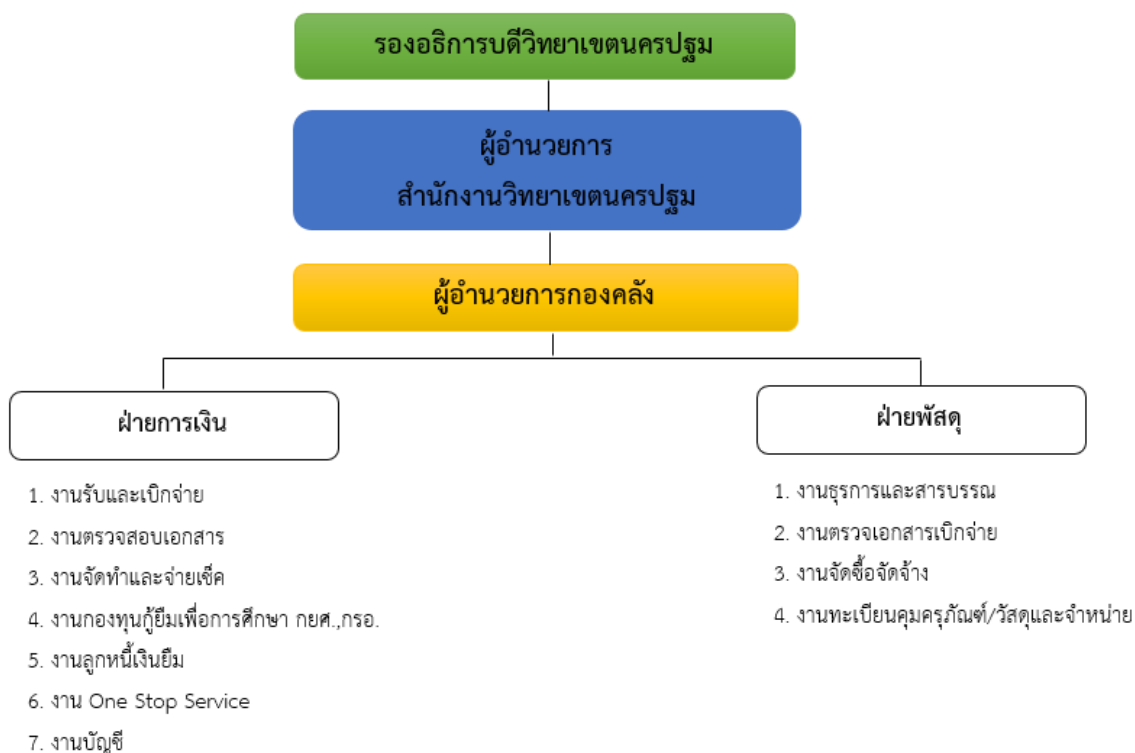 รองอธิการบดีวิทยาเขตนครปฐม
ผู้อำนวยการ
สำนักงานวิทยาเขตนครปฐม
ผู้อำนวยการกองคลัง
ฝ่ายการเงิน
1. งานรับและเบิกจ่าย
2. งานตรวจสอบเอกสาร
3. งานจัดทำและจ่ายเช็ค
4. งานกองทุนกู้ยืมเพื่อการศึกษา กยศ.,กรอ.
5. งานลูกหนี้เงินยืม
6. งาน One Stop Service
7. งานบัญชี
ฝ่ายพัสดุ
1. งานธุรการและสารบรรณ
2. งานตรวจเอกสารเบิกจ่าย
3. งานจัดซื้อจัดจ้าง
4. งานทะเบียนคุมครุภัณฑ์/วัสดุและจำหน่าย